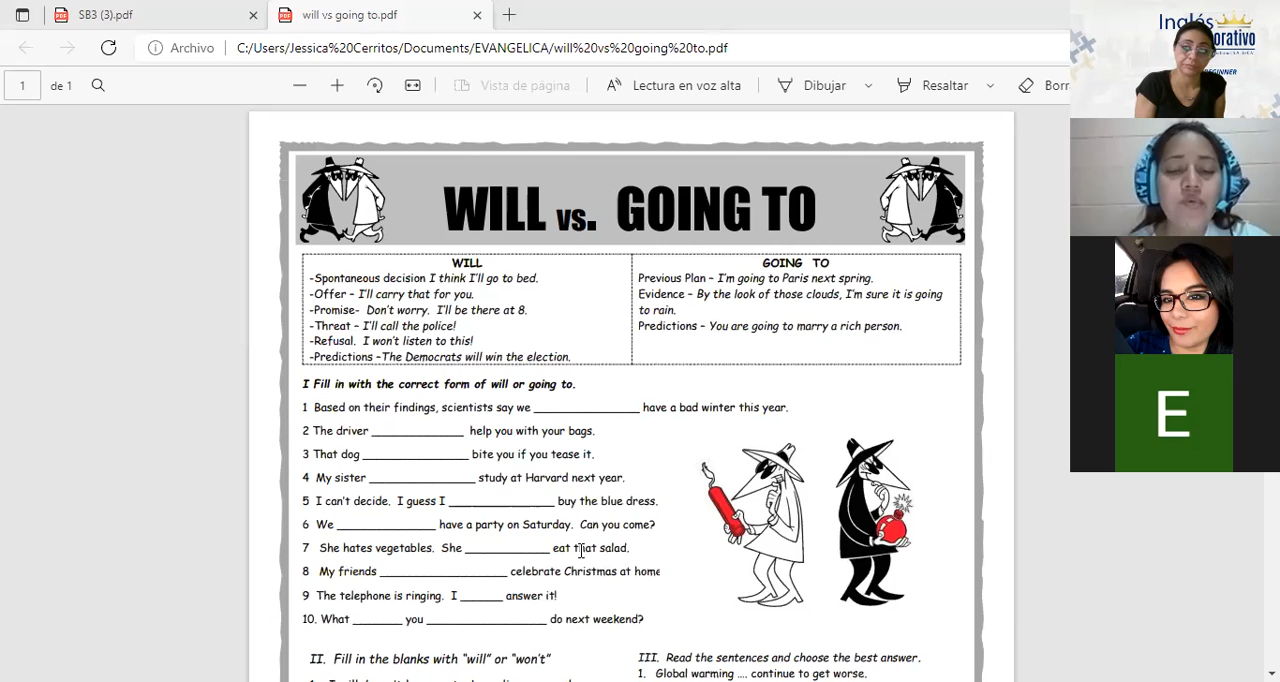 SB3 (3).pdf
will vs going to.pdf
Archivo
C:/Users/Jessica%20Cerritos/Documents/EVANGELICA/will%20vs%20going%20to.pdf
1 de 1
Vista de página
Lectura en voz alta
Dibujar
Resaltar
Borr
Inglés
orativo
BEGINNER
E
WILL vs. GOING TO
WILL
-Spontaneous decision I think I'll go to bed.
-Offer – I'll carry that for you.
-Promise- Don't worry. I'll be there at 8.
-Threat – I'll call the police!
-Refusal. I won't listen to this!
-Predictions –The Democrats will win the election.
GOING TO
Previous Plan – I'm going to Paris next spring.
Evidence – By the look of those clouds, I'm sure it is going
to rain.
Predictions – You are going to marry a rich person.
I Fill in with the correct form of will or going to.
1 Based on their findings, scientists say we ________________ have a bad winter this year.
2 The driver ______________ help you with your bags.
3 That dog ________________ bite you if you tease it.
4 My sister ________________ study at Harvard next year.
5 I can't decide. I guess I ________________ buy the blue dress.
6 We _______________ have a party on Saturday. Can you come?
7 She hates vegetables. She _____________ eat that salad.
8 My friends ___________________ celebrate Christmas at home
9 The telephone is ringing. I ______ answer it!
10. What _______ you __________________ do next weekend?
II. Fill in the blanks with "will" or "won't"
III. Read the sentences and choose the best answer.
1. Global warming .... continue to get worse.